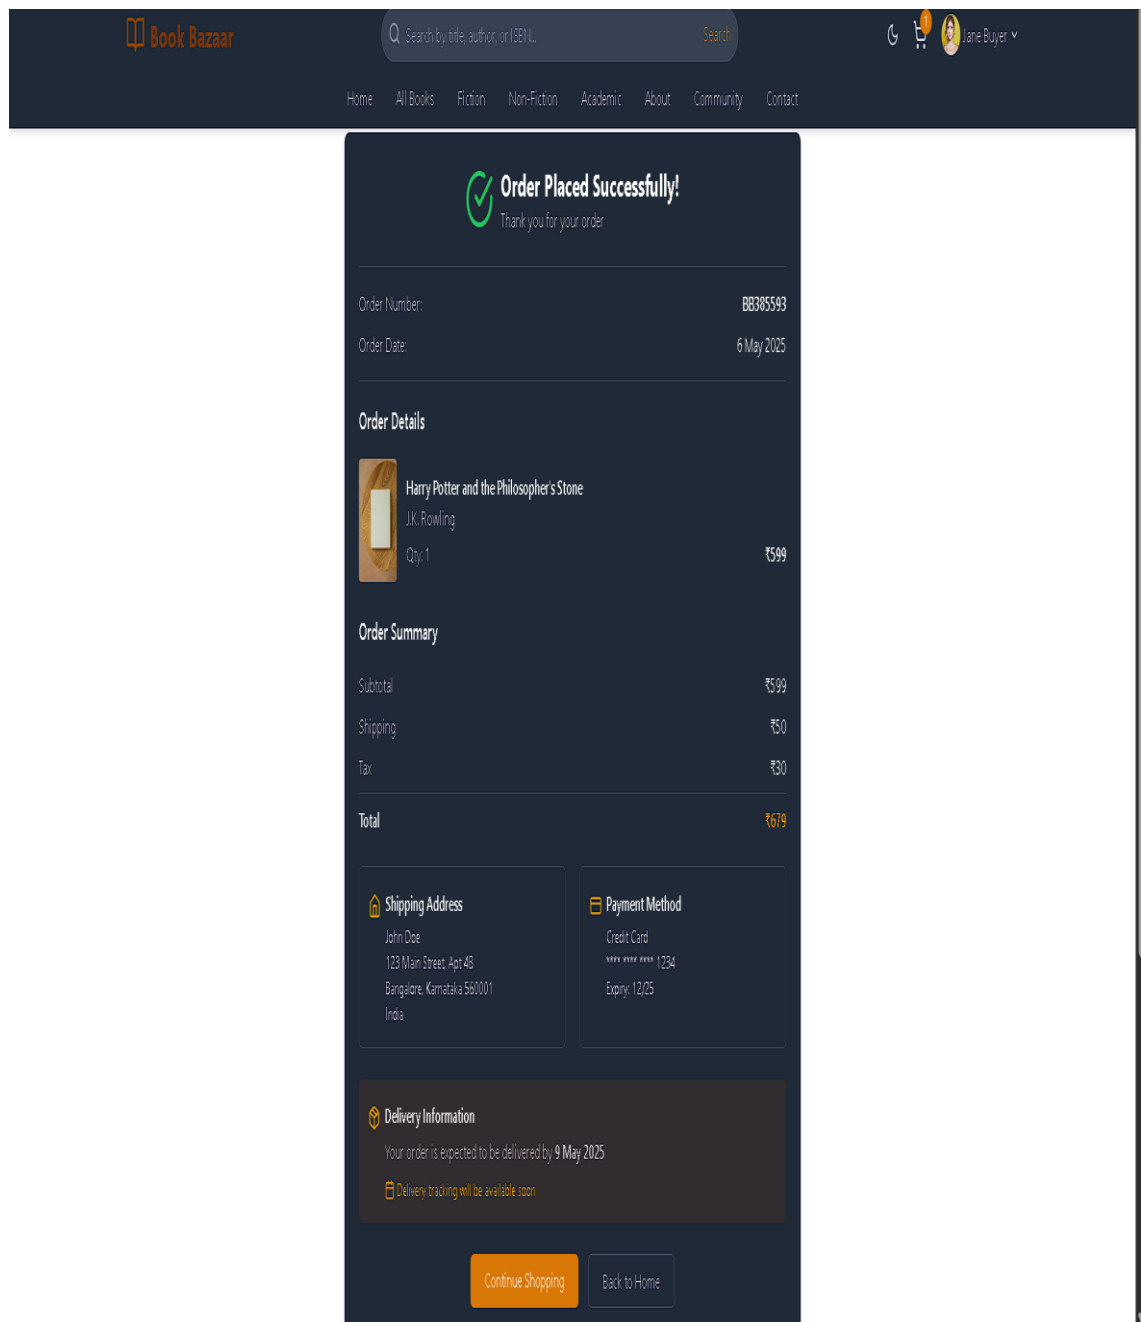 Book Bazaar
Search by title, author, or ISBN...
Search
1
Jane Buyer
Home All Books Fiction Non-Fiction Academic About Community Contact
Order Placed Successfully!
Thank you for your order
Order Number: BB385593
Order Date: 6 May 2025
Order Details
Harry Potter and the Philosopher's Stone
J.K. Rowling
Qty: 1 ₹599
Order Summary
Subtotal ₹599
Shipping ₹50
Tax ₹30
Total ₹679
Shipping Address
John Doe
123 Main Street, Apt 4B
Bangalore, Karnataka 560001
India
Payment Method
Credit Card
**** **** **** 1234
Expiry: 12/25
Delivery Information
Your order is expected to be delivered by 9 May 2025
Delivery tracking will be available soon
Continue Shopping Back to Home